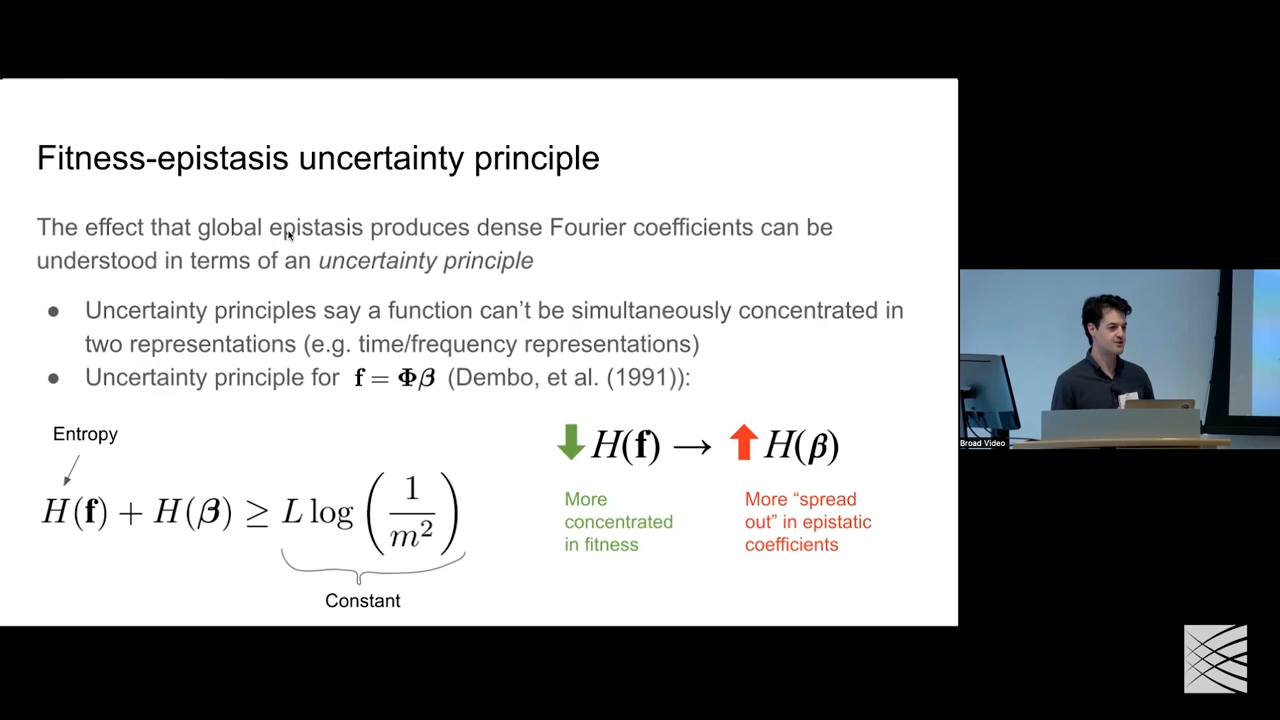 Fitness-epistasis uncertainty principle
The effect that global epistasis produces dense Fourier coefficients can be
understood in terms of an uncertainty principle
● Uncertainty principles say a function can’t be simultaneously concentrated in
two representations (e.g. time/frequency representations)
● Uncertainty principle for f = Φβ (Dembo, et al. (1991)):
Entropy
H(f) + H(β) ≥ L log (1/m²)
Constant
H(f) → H(β)
More
concentrated
in fitness
More “spread
out” in epistatic
coefficients
Broad Video